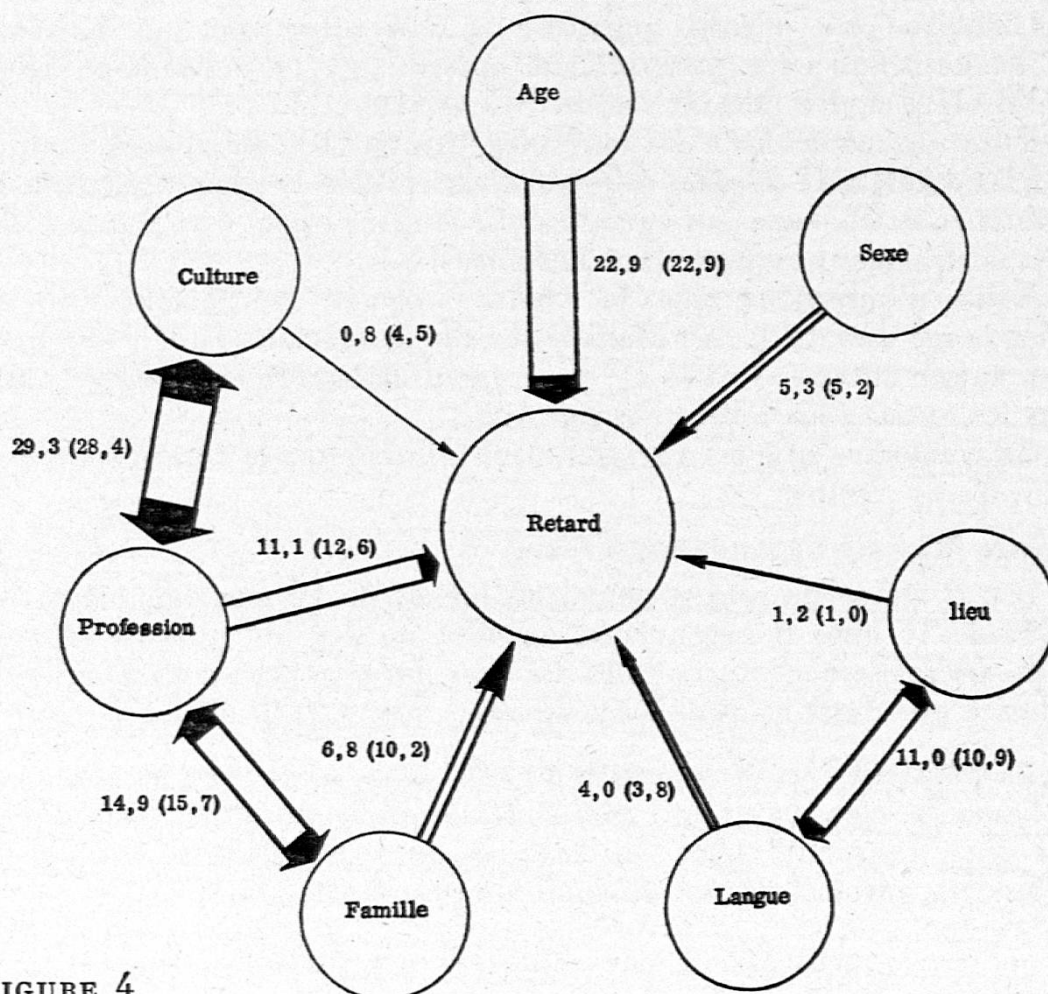 Age
Culture
Sexe
22,9 (22,9)
0,8 (4,5)
5,3 (5,2)
29,3 (28,4)
Retard
11,1 (12,6)
Profession
lieu
1,2 (1,0)
6,8 (10,2)
4,0 (3,8)
11,0 (10,9)
14,9 (15,7)
Famille
Langue
FIGURE 4